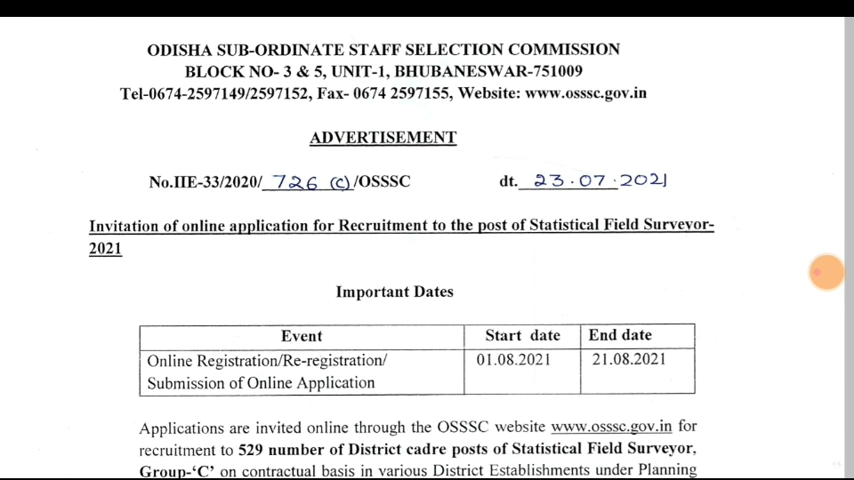 ODISHA SUB-ORDINATE STAFF SELECTION COMMISSION
BLOCK NO- 3 & 5, UNIT-1, BHUBANESWAR-751009
Tel-0674-2597149/2597152, Fax- 0674 2597155, Website: www.osssc.gov.in
ADVERTISEMENT
No.IIE-33/2020/ 726 (C) /OSSSC dt. 23.07.2021
Invitation of online application for Recruitment to the post of Statistical Field Surveyor-
2021
Important Dates
Event Start date End date
Online Registration/Re-registration/ 01.08.2021 21.08.2021
Submission of Online Application
Applications are invited online through the OSSSC website www.osssc.gov.in for
recruitment to 529 number of District cadre posts of Statistical Field Surveyor,
Group-‘C’ on contractual basis in various District Establishments under Planning